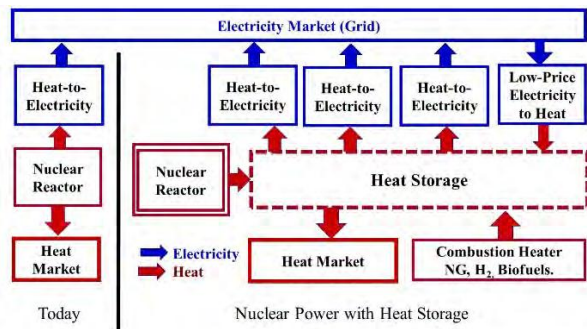 Electricity Market (Grid)
Heat-to-
Electricity
Nuclear
Reactor
Heat
Market
Today
Heat-to-
Electricity
Heat-to-
Electricity
Heat-to-
Electricity
Low-Price
Electricity
to Heat
Nuclear
Reactor
Heat Storage
Electricity
Heat
Heat Market
Combustion Heater
NG, H2, Biofuels.
Nuclear Power with Heat Storage